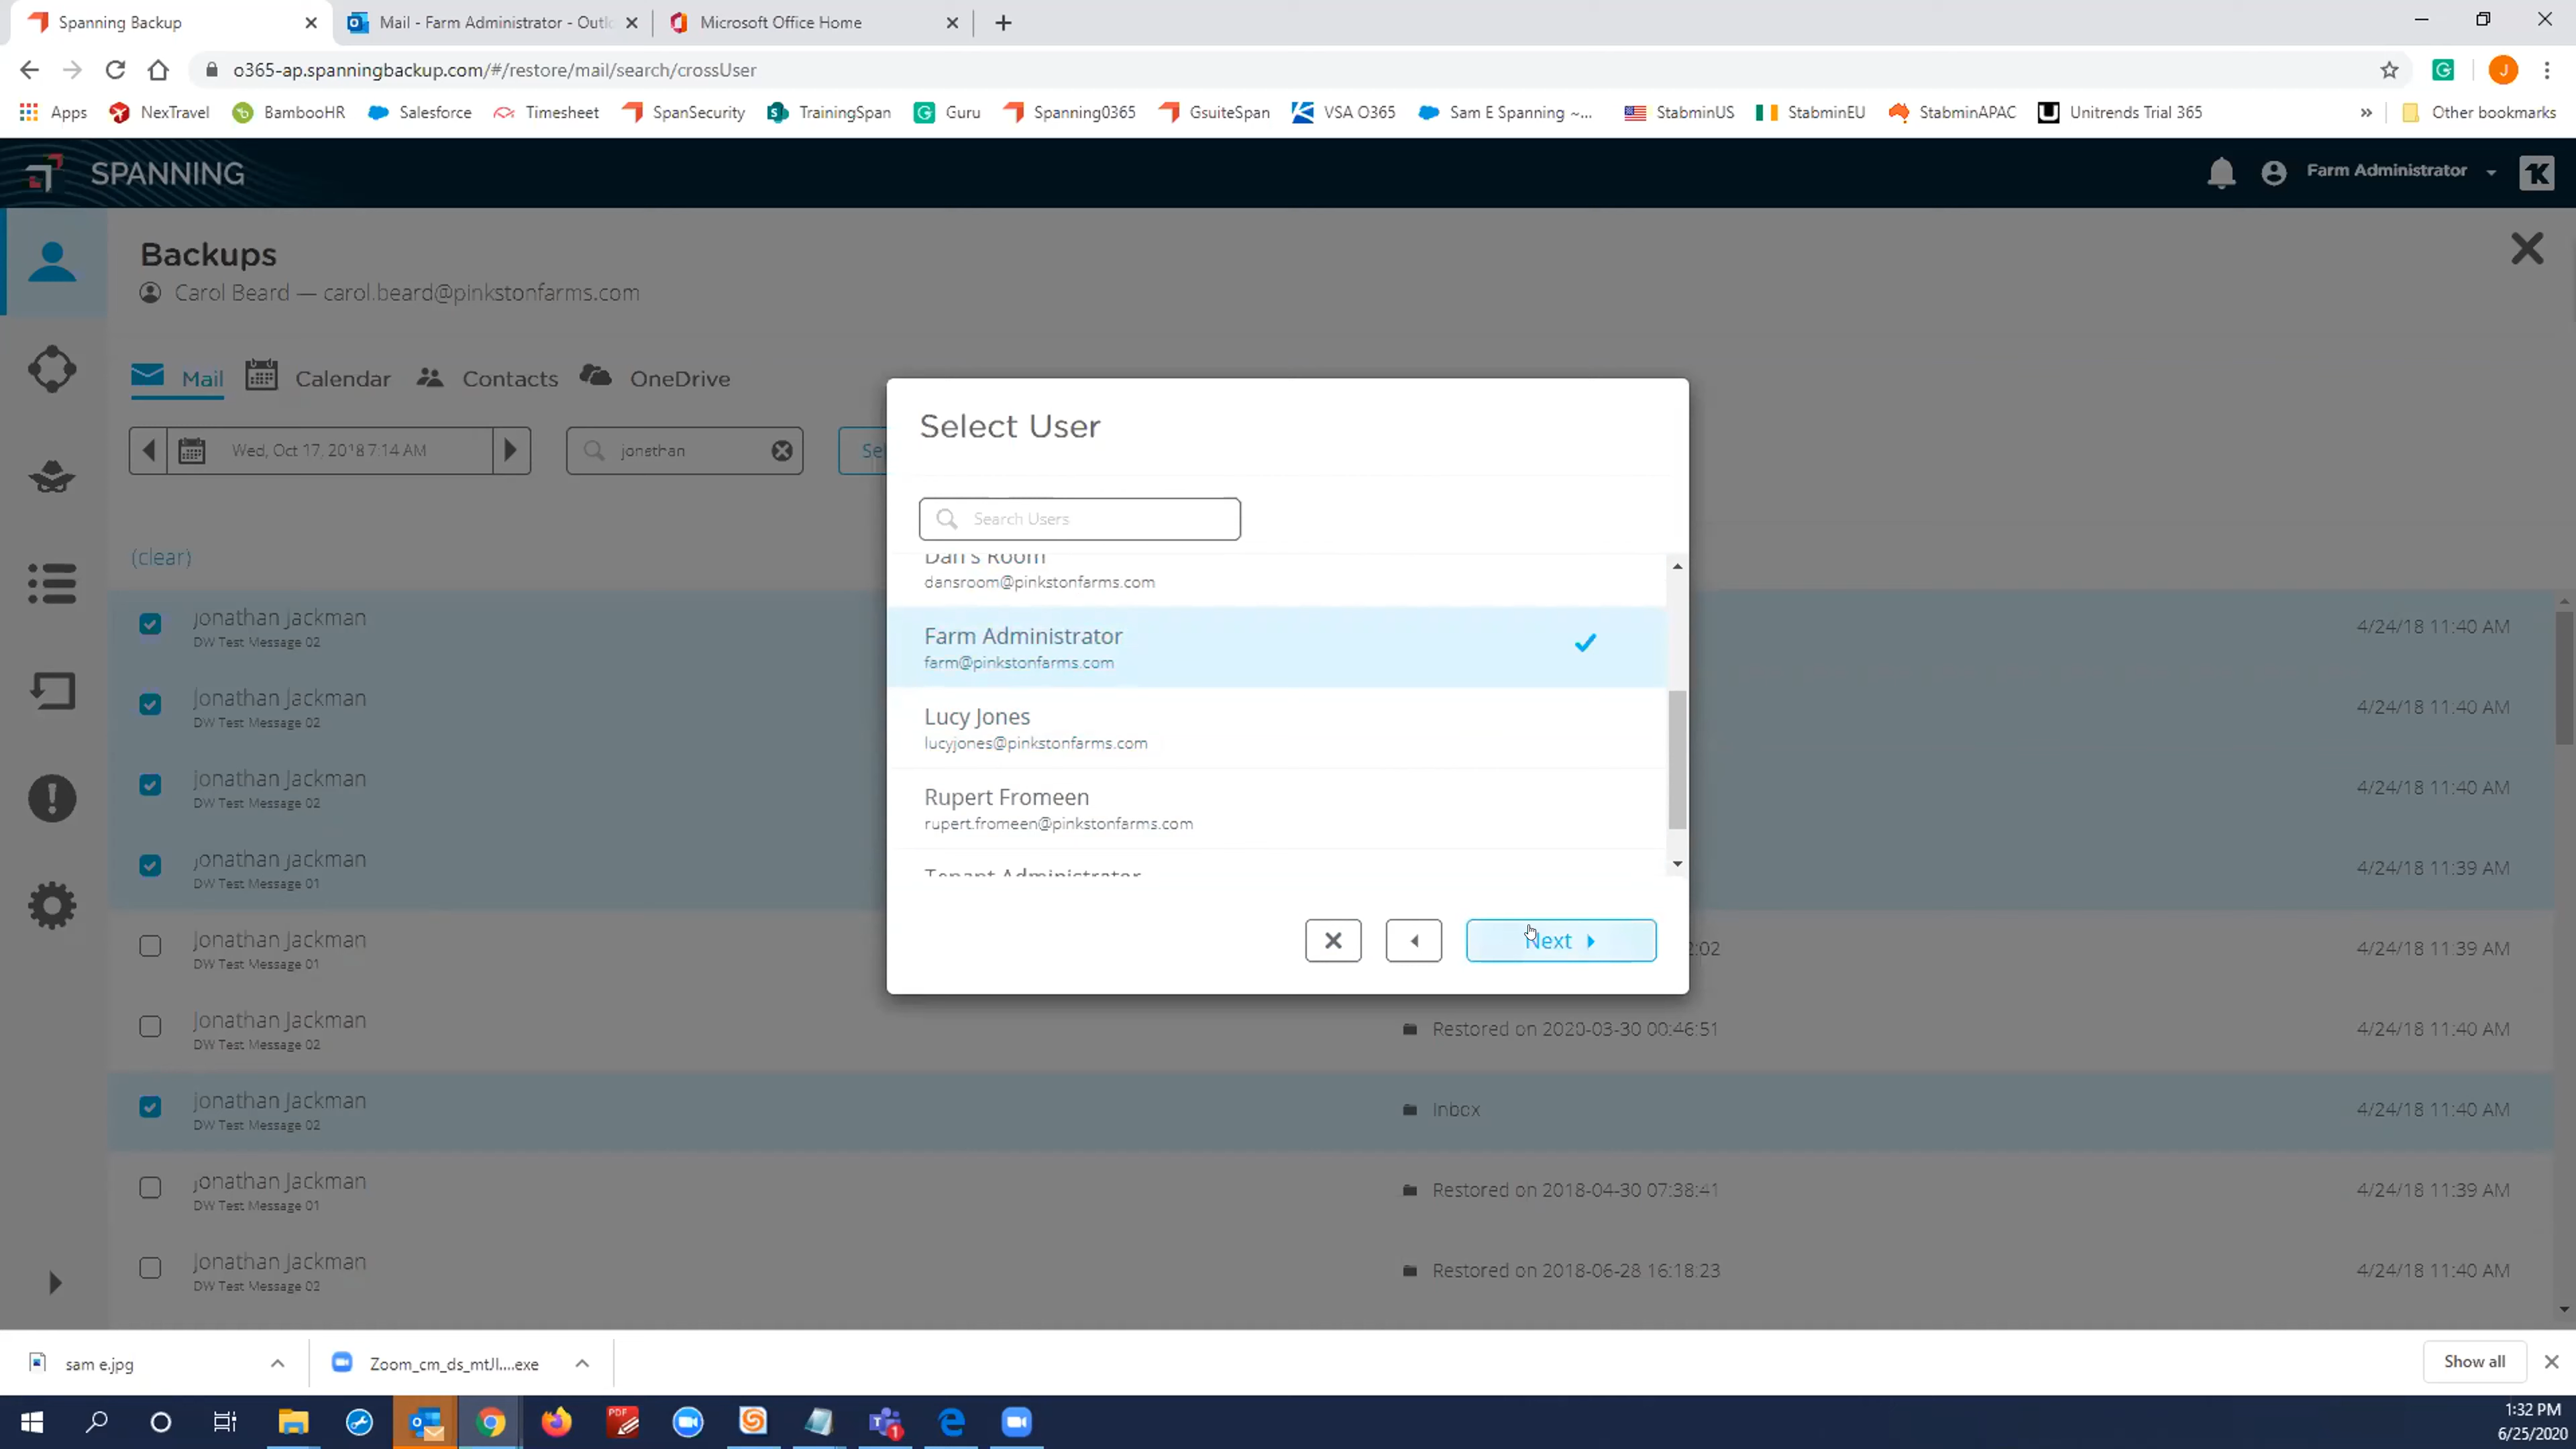 Spanning Backup
Mail - Farm Administrator - Outlo
Microsoft Office Home
o365-ap.spanningbackup.com/#/restore/mail/search/crossUser
Apps
NexTravel
BambooHR
Salesforce
Timesheet
SpanSecurity
TrainingSpan
Guru
Spanning0365
GsuiteSpan
VSA O365
Sam E Spanning ~...
StabminUS
StabminEU
StabminAPAC
Unitrends Trial 365
Other bookmarks
SPANNING
Farm Administrator
Backups
Carol Beard — carol.beard@pinkstonfarms.com
Mail
Calendar
Contacts
OneDrive
Wed, Oct 17, 2018 7:14 AM
jonathan
Sel
Select User
Search Users
(clear)
Dan's Room
dansroom@pinkstonfarms.com
Farm Administrator
farm@pinkstonfarms.com
Lucy Jones
lucyjones@pinkstonfarms.com
Rupert Fromeen
rupert.fromeen@pinkstonfarms.com
Tenant Administrator
Next
Jonathan Jackman
DW Test Message 02
4/24/18 11:40 AM
Jonathan Jackman
DW Test Message 02
4/24/18 11:40 AM
Jonathan Jackman
DW Test Message 02
4/24/18 11:40 AM
Jonathan Jackman
DW Test Message 01
4/24/18 11:39 AM
Jonathan Jackman
DW Test Message 01
2:02
4/24/18 11:39 AM
Jonathan Jackman
DW Test Message 02
Restored on 2020-03-30 00:46:51
4/24/18 11:40 AM
Jonathan Jackman
DW Test Message 02
Inbox
4/24/18 11:40 AM
Jonathan Jackman
DW Test Message 01
Restored on 2018-04-30 07:38:41
4/24/18 11:39 AM
Jonathan Jackman
DW Test Message 02
Restored on 2018-06-28 16:18:23
4/24/18 11:40 AM
sam e.jpg
Zoom_cm_ds_mtJl....exe
Show all
1:32 PM
6/25/2020